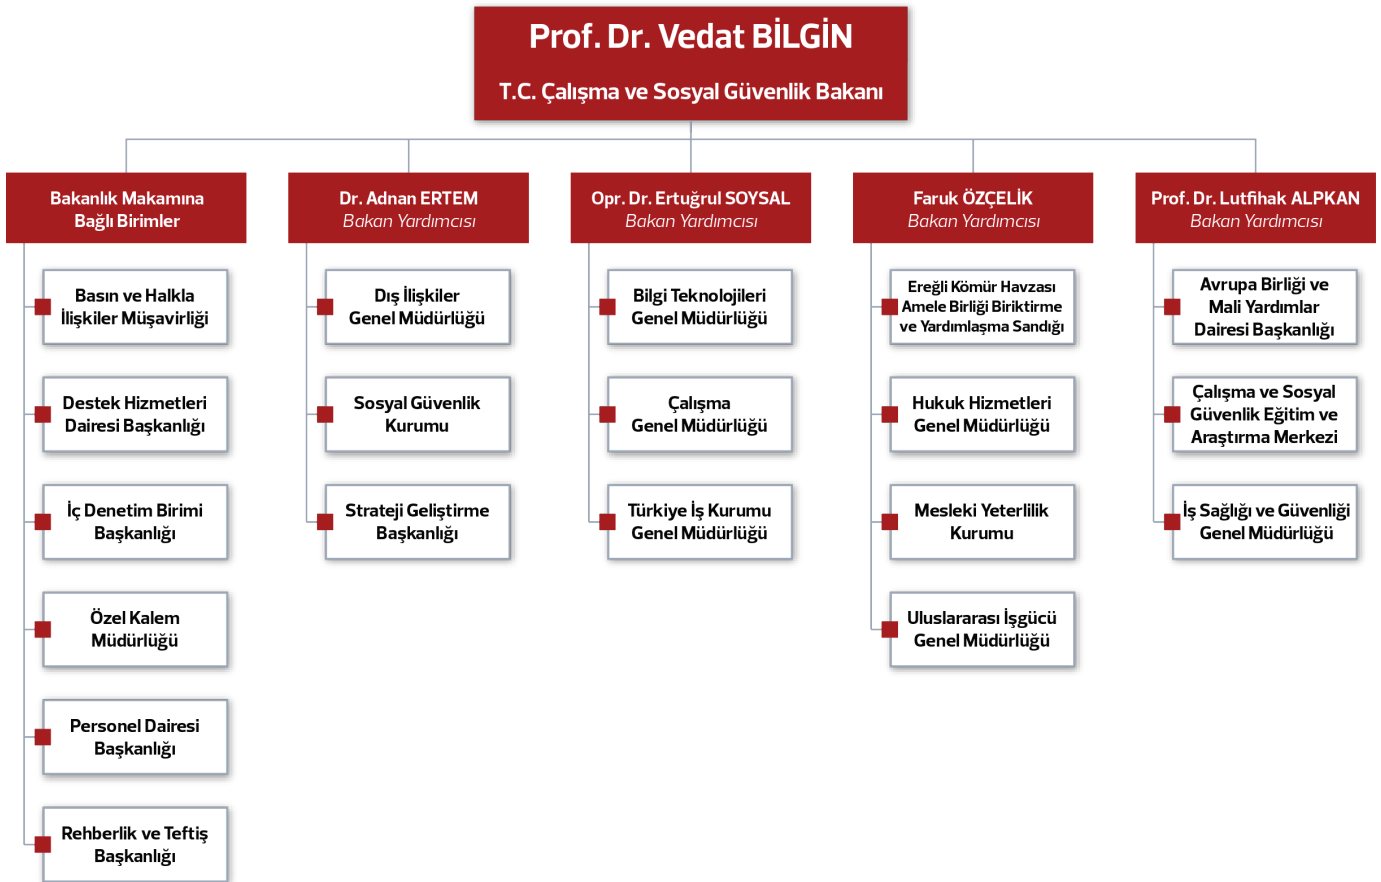 Prof. Dr. Vedat BİLGİN
T.C. Çalışma ve Sosyal Güvenlik Bakanı
Bakanlık Makamına
Bağlı Birimler
Basın ve Halkla
İlişkiler Müşavirliği
Destek Hizmetleri
Dairesi Başkanlığı
İç Denetim Birimi
Başkanlığı
Özel Kalem
Müdürlüğü
Personel Dairesi
Başkanlığı
Rehberlik ve Teftiş
Başkanlığı
Dr. Adnan ERTEM
Bakan Yardımcısı
Dış İlişkiler
Genel Müdürlüğü
Sosyal Güvenlik
Kurumu
Strateji Geliştirme
Başkanlığı
Opr. Dr. Ertuğrul SOYSAL
Bakan Yardımcısı
Bilgi Teknolojileri
Genel Müdürlüğü
Çalışma
Genel Müdürlüğü
Türkiye İş Kurumu
Genel Müdürlüğü
Faruk ÖZÇELİK
Bakan Yardımcısı
Ereğli Kömür Havzası
Amele Birliği Biriktirme
ve Yardımlaşma Sandığı
Hukuk Hizmetleri
Genel Müdürlüğü
Mesleki Yeterlilik
Kurumu
Uluslararası İşgücü
Genel Müdürlüğü
Prof. Dr. Lutfihak ALPKAN
Bakan Yardımcısı
Avrupa Birliği ve
Mali Yardımlar
Dairesi Başkanlığı
Çalışma ve Sosyal
Güvenlik Eğitim ve
Araştırma Merkezi
İş Sağlığı ve Güvenliği
Genel Müdürlüğü